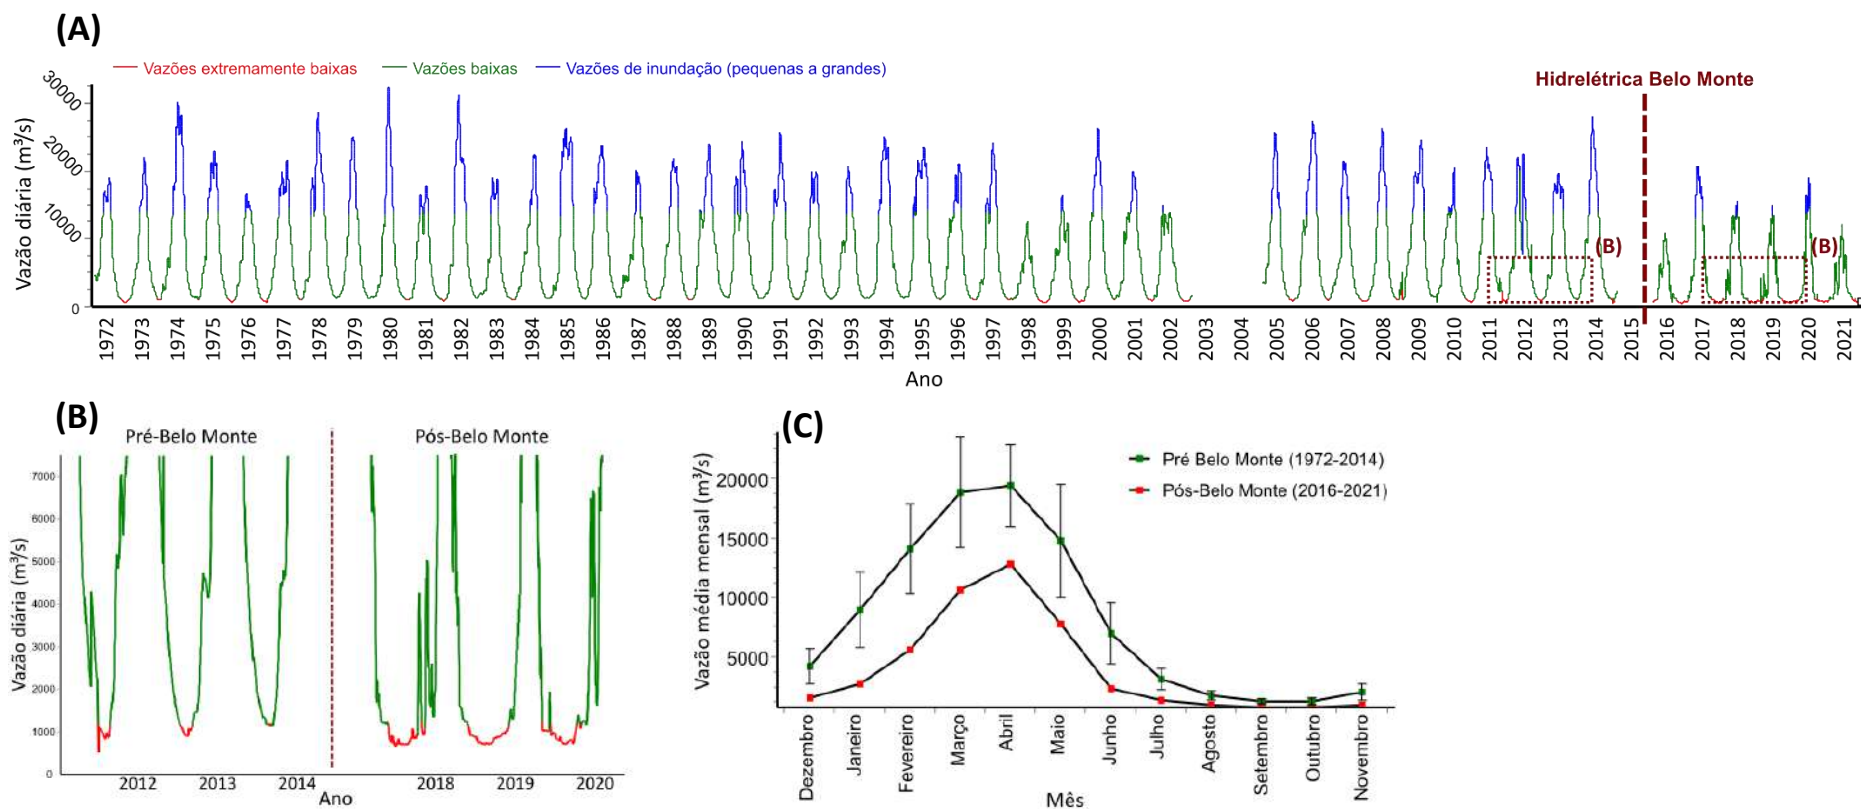 (A)
Vazões extremamente baixas
Vazões baixas
Vazões de inundação (pequenas a grandes)
Hidrelétrica Belo Monte
Vazão diária (m³/s)
30000
20000
10000
0
(B)
(B)
1972 1973 1974 1975 1976 1977 1978 1979 1980 1981 1982 1983 1984 1985 1986 1987 1988 1989 1990 1991 1992 1993 1994 1995 1996 1997 1998 1999 2000 2001 2002 2003 2004 2005 2006 2007 2008 2009 2010 2011 2012 2013 2014 2015 2016 2017 2018 2019 2020 2021
Ano
(B)
Pré-Belo Monte
Pós-Belo Monte
Vazão diária (m³/s)
7000
6000
5000
4000
3000
2000
1000
0
2012 2013 2014 2018 2019 2020
Ano
(C)
Pré Belo Monte (1972-2014)
Pós-Belo Monte (2016-2021)
Vazão média mensal (m³/s)
20000
15000
10000
5000
Dezembro Janeiro Fevereiro Março Abril Maio Junho Julho Agosto Setembro Outubro Novembro
Mês